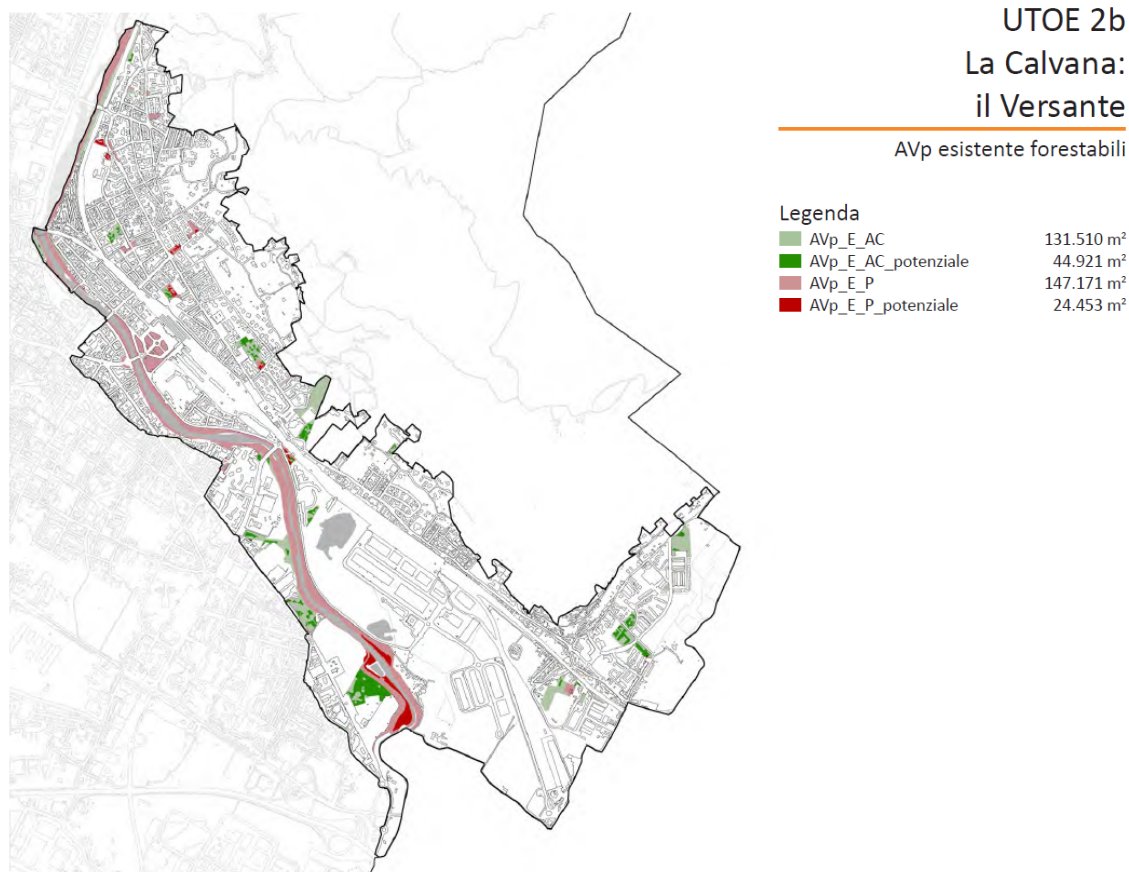 UTOE 2b
La Calvana:
il Versante
AVp esistente forestabili
Legenda
AVp_E_AC 131.510 m²
AVp_E_AC_potenziale 44.921 m²
AVp_E_P 147.171 m²
AVp_E_P_potenziale 24.453 m²